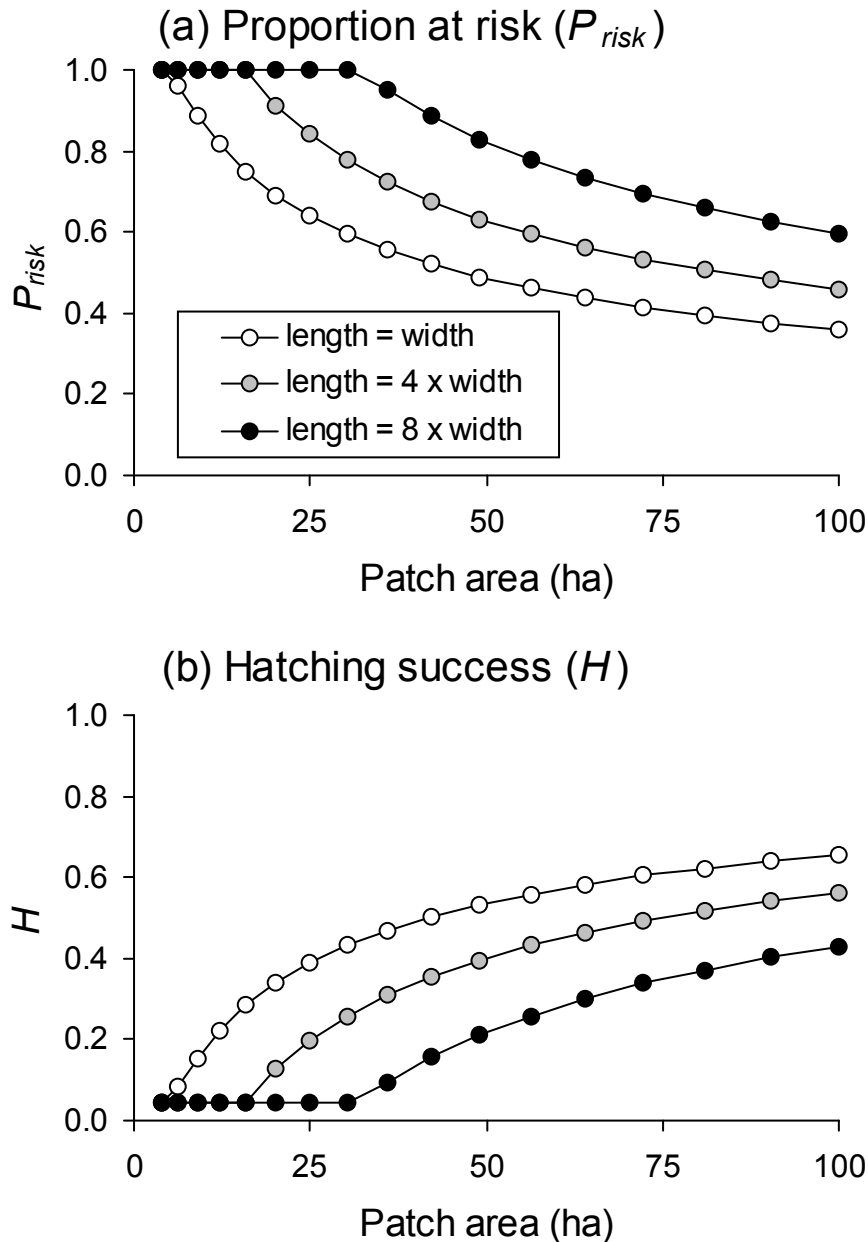 (a) Proportion at risk (P risk)
1.0
0.8
0.6
0.4
0.2
0.0
P risk
length = width
length = 4 x width
length = 8 x width
0 25 50 75 100
Patch area (ha)
(b) Hatching success (H)
1.0
0.8
0.6
0.4
0.2
0.0
H
0 25 50 75 100
Patch area (ha)